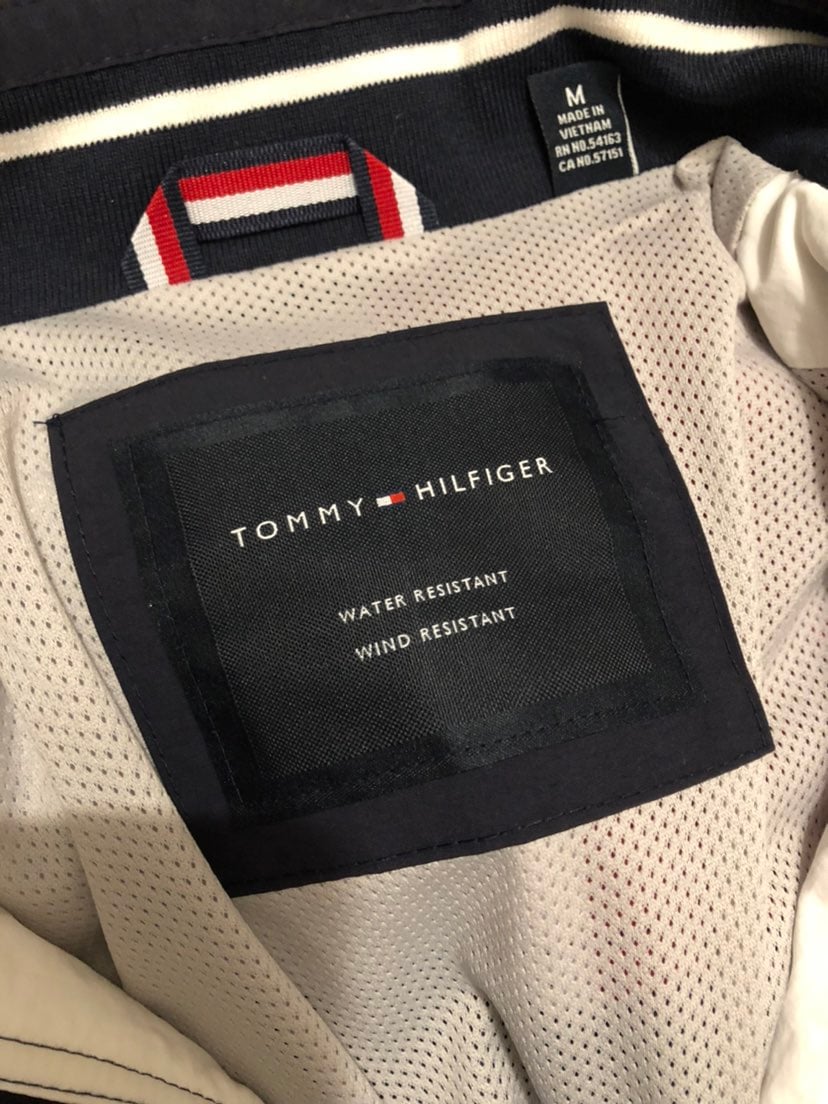 M
MADE IN
VIETNAM
RN NO.54163
CA NO.57151
TOMMY HILFIGER
WATER RESISTANT
WIND RESISTANT